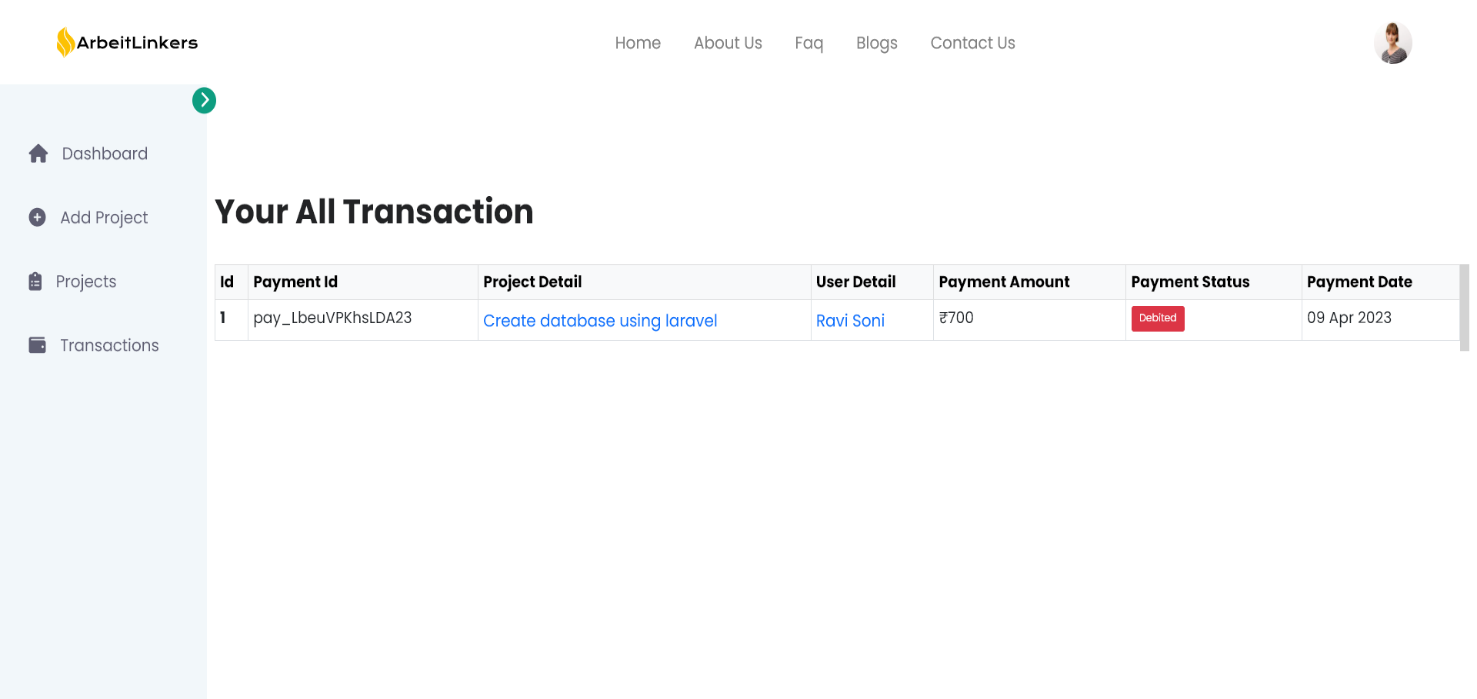 ArbeitLinkers
Home About Us Faq Blogs Contact Us
Dashboard
Add Project
Projects
Transactions
Your All Transaction
Id Payment Id Project Detail User Detail Payment Amount Payment Status Payment Date
1 pay_LbeuVPKhsLDA23 Create database using laravel Ravi Soni ₹700 Debited 09 Apr 2023